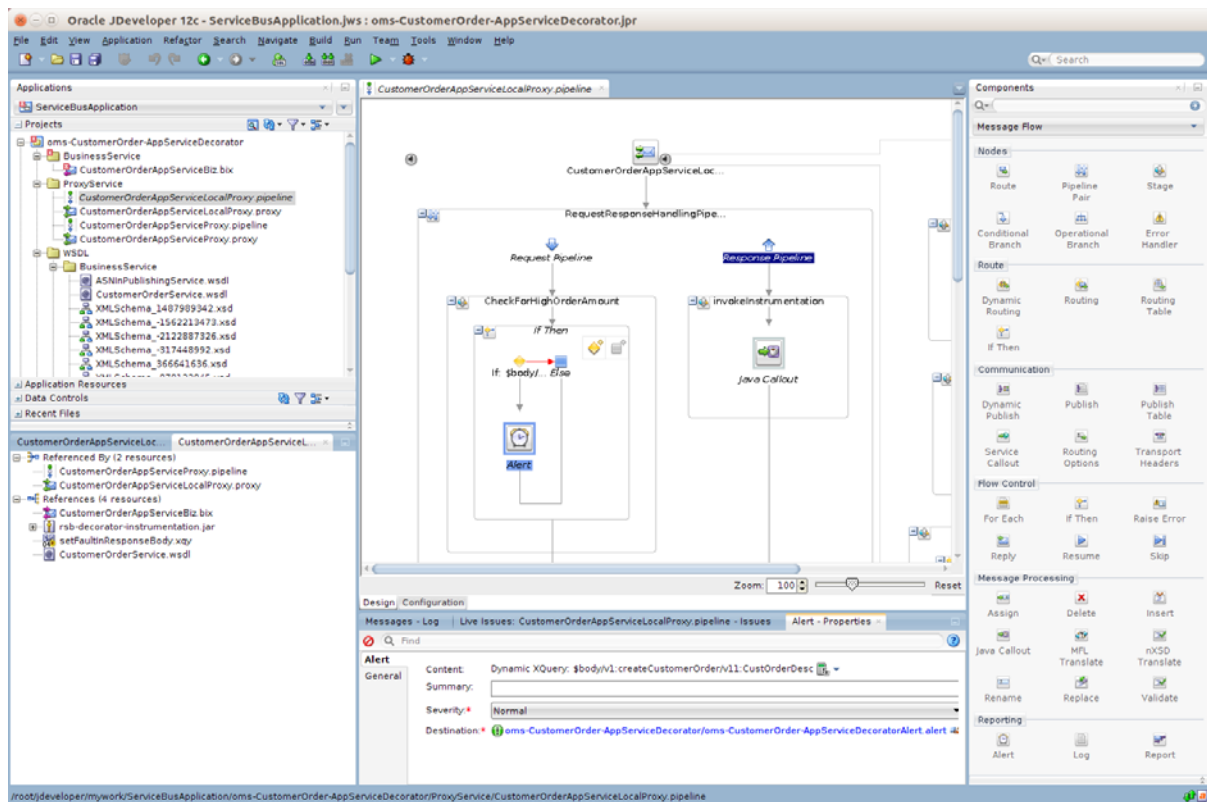 Oracle JDeveloper 12c - ServiceBusApplication.jws : oms-CustomerOrder-AppServiceDecorator.jpr
File Edit View Application Refactor Search Navigate Build Run Team Tools Window Help
Search
Applications
ServiceBusApplication
Projects
oms-CustomerOrder-AppServiceDecorator
BusinessService
CustomerOrderAppServiceBiz.bix
ProxyService
CustomerOrderAppServiceLocalProxy.pipeline
CustomerOrderAppServiceLocalProxy.proxy
CustomerOrderAppServiceProxy.pipeline
CustomerOrderAppServiceProxy.proxy
WSDL
BusinessService
ASNInPublishingService.wsdl
CustomerOrderService.wsdl
XMLSchema_1487989342.xsd
XMLSchema_-1562213473.xsd
XMLSchema_-2122887326.xsd
XMLSchema_-317448992.xsd
XMLSchema_366641636.xsd
Application Resources
Data Controls
Recent Files
CustomerOrderAppServiceLoc... CustomerOrderAppServiceL...
Referenced By (2 resources)
CustomerOrderAppServiceProxy.pipeline
CustomerOrderAppServiceLocalProxy.proxy
References (4 resources)
CustomerOrderAppServiceBiz.bix
rsb-decorator-instrumentation.jar
setFaultInResponseBody.xqy
CustomerOrderService.wsdl
CustomerOrderAppServiceLocalProxy.pipeline
CustomerOrderAppServiceLoc...
RequestResponseHandlingPipe...
Request Pipeline
Response Pipeline
CheckForHighOrderAmount
invokeInstrumentation
If Then
If: $body/... Else
Java Callout
Alert
Zoom: 100 Reset
Design Configuration
Messages - Log Live Issues: CustomerOrderAppServiceLocalProxy.pipeline - Issues Alert - Properties
Find
Alert
General
Content: Dynamic XQuery: $body/v1:createCustomerOrder/v11:CustOrderDesc
Summary:
Severity:* Normal
Destination:* oms-CustomerOrder-AppServiceDecorator/oms-CustomerOrder-AppServiceDecoratorAlert.alert
Components
Message Flow
Nodes
Route Pipeline Pair Stage
Conditional Branch Operational Branch Error Handler
Route
Dynamic Routing Routing Routing Table
If Then
Communication
Dynamic Publish Publish Publish Table
Service Callout Routing Options Transport Headers
Flow Control
For Each If Then Raise Error
Reply Resume Skip
Message Processing
Assign Delete Insert
Java Callout MFL Translate nXSD Translate
Rename Replace Validate
Reporting
Alert Log Report
/root/jdeveloper/mywork/ServiceBusApplication/oms-CustomerOrder-AppServiceDecorator/ProxyService/CustomerOrderAppServiceLocalProxy.pipeline